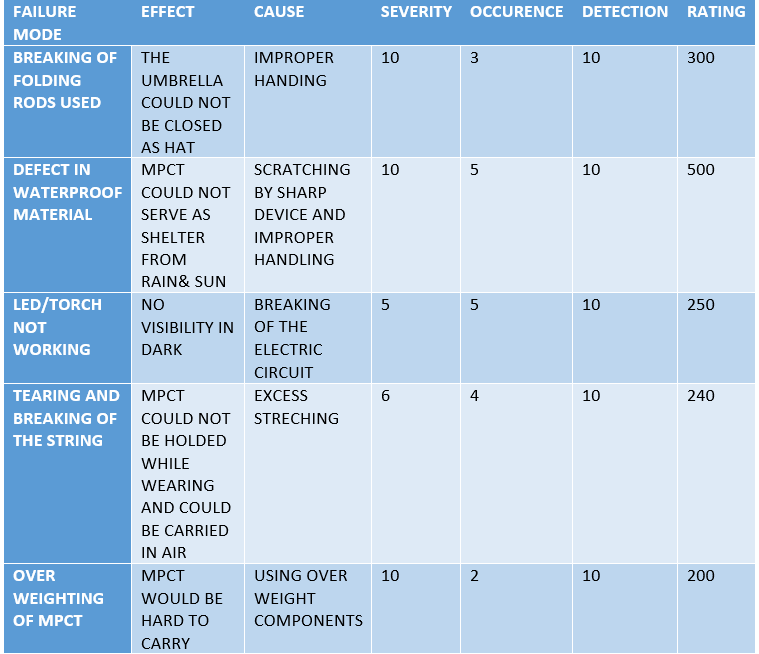 FAILURE MODE EFFECT CAUSE SEVERITY OCCURENCE DETECTION RATING
BREAKING OF
FOLDING
RODS USED
THE
UMBRELLA
COULD NOT
BE CLOSED
AS HAT
IMPROPER
HANDING
10
3
10
300
DEFECT IN
WATERPROOF
MATERIAL
MPCT
COULD NOT
SERVE AS
SHELTER
FROM
RAIN& SUN
SCRATCHING
BY SHARP
DEVICE AND
IMPROPER
HANDLING
10
5
10
500
LED/TORCH
NOT
WORKING
NO
VISIBILITY IN
DARK
BREAKING
OF THE
ELECTRIC
CIRCUIT
5
5
10
250
TEARING AND
BREAKING OF
THE STRING
MPCT
COULD NOT
BE HOLDED
WHILE
WEARING
AND COULD
BE CARRIED
IN AIR
EXCESS
STRECHING
6
4
10
240
OVER
WEIGHTING
OF MPCT
MPCT
WOULD BE
HARD TO
CARRY
USING OVER
WEIGHT
COMPONENTS
10
2
10
200